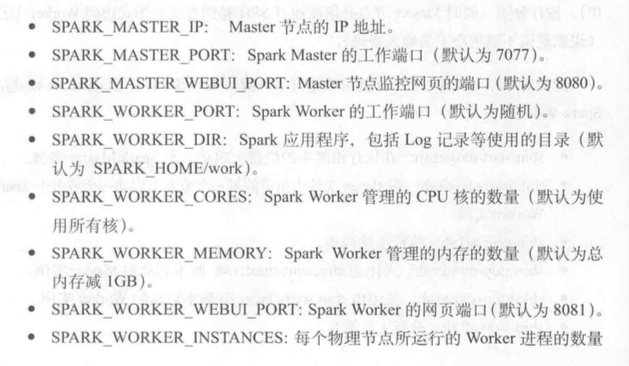 • SPARK_MASTER_IP： Master 节点的 IP 地址。
• SPARK_MASTER_PORT：Spark Master 的工作端口（默认为 7077）。
• SPARK_MASTER_WEBUI_PORT：Master 节点监控网页的端口（默认为 8080）。
• SPARK_WORKER_PORT：Spark Worker 的工作端口（默认为随机）。
• SPARK_WORKER_DIR：Spark 应用程序，包括 Log 记录等使用的目录（默
认为 SPARK_HOME/work）。
• SPARK_WORKER_CORES：Spark Worker 管理的 CPU 核的数量（默认为使
用所有核）。
• SPARK_WORKER_MEMORY：Spark Worker 管理的内存的数量（默认为总
内存减 1GB）。
• SPARK_WORKER_WEBUI_PORT：Spark Worker 的网页端口（默认为 8081）。
• SPARK_WORKER_INSTANCES：每个物理节点所运行的 Worker 进程的数量